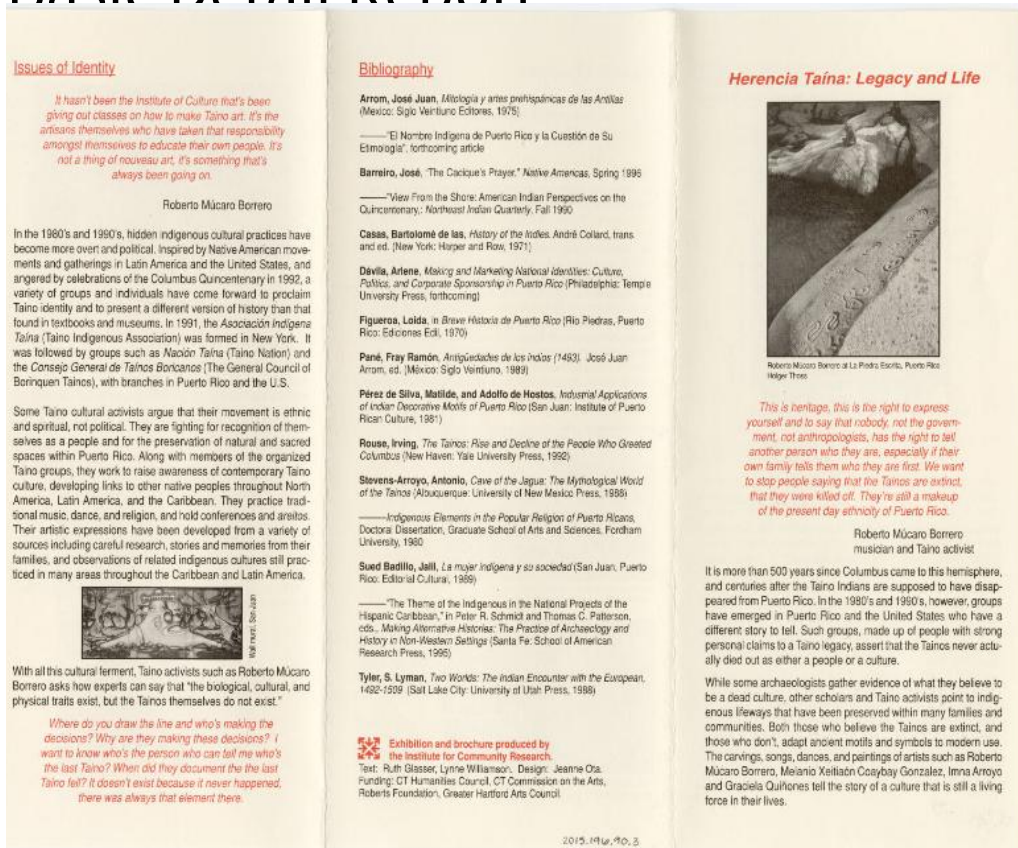 Issues of Identity
It hasn't been the Institute of Culture that's been
giving out classes on how to make Taino art. It's the
artisans themselves who have taken that responsibility
amongst themselves to educate their own people. It's
not a thing of nouveau art, it's something that's
always been going on.
Roberto Múcaro Borrero
In the 1980's and 1990's, hidden indigenous cultural practices have
become more overt and political. Inspired by Native American move-
ments and gatherings in Latin America and the United States, and
angered by celebrations of the Columbus Quincentenary in 1992, a
variety of groups and individuals have come forward to proclaim
Taino identity and to present a different version of history than that
found in textbooks and museums. In 1991, the Asociación Indígena
Taína (Taino Indigenous Association) was formed in New York. It
was followed by groups such as Nación Taína (Taino Nation) and
the Consejo General de Taínos Boricanos (The General Council of
Borinquen Tainos), with branches in Puerto Rico and the U.S.
Some Taino cultural activists argue that their movement is ethnic
and spiritual, not political. They are fighting for recognition of them-
selves as a people and for the preservation of natural and sacred
spaces within Puerto Rico. Along with members of the organized
Taino groups, they work to raise awareness of contemporary Taino
culture, developing links to other native peoples throughout North
America, Latin America, and the Caribbean. They practice tradi-
tional music, dance, and religion, and hold conferences and areitos.
Their artistic expressions have been developed from a variety of
sources including careful research, stories and memories from their
families, and observations of related indigenous cultures still prac-
ticed in many areas throughout the Caribbean and Latin America.
Wall mural, San Juan
With all this cultural ferment, Taino activists such as Roberto Múcaro
Borrero asks how experts can say that "the biological, cultural, and
physical traits exist, but the Tainos themselves do not exist."
Where do you draw the line and who's making the
decisions? Why are they making these decisions? I
want to know who's the person who can tell me who's
the last Taino? When did they document the the last
Taino fell? It doesn't exist because it never happened,
there was always that element there.
Bibliography
Arrom, José Juan, Mitología y artes prehispánicas de las Antillas
(Mexico: Siglo Veintiuno Editores, 1975)
——"El Nombre Indígena de Puerto Rico y la Cuestión de Su
Etimología", forthcoming article
Barreiro, José, "The Cacique's Prayer." Native Americas, Spring 1996
——"View From the Shore: American Indian Perspectives on the
Quincentenary,: Northeast Indian Quarterly, Fall 1990
Casas, Bartolomé de las, History of the Indies. André Collard, trans.
and ed. (New York: Harper and Row, 1971)
Dávila, Arlene, Making and Marketing National Identities: Culture,
Politics, and Corporate Sponsorship in Puerto Rico (Philadelphia: Temple
University Press, forthcoming)
Figueroa, Loida, in Breve Historia de Puerto Rico (Río Piedras, Puerto
Rico: Ediciones Edil, 1970)
Pané, Fray Ramón, Antigüedades de los indios (1493). José Juan
Arrom, ed. (México: Siglo Veintiuno, 1989)
Pérez de Silva, Matilde, and Adolfo de Hostos, Industrial Applications
of Indian Decorative Motifs of Puerto Rico (San Juan: Institute of Puerto
Rican Culture, 1981)
Rouse, Irving, The Tainos: Rise and Decline of the People Who Greeted
Columbus (New Haven: Yale University Press, 1992)
Stevens-Arroyo, Antonio, Cave of the Jagua: The Mythological World
of the Tainos (Albuquerque: University of New Mexico Press, 1988)
——Indigenous Elements in the Popular Religion of Puerto Ricans,
Doctoral Dissertation, Graduate School of Arts and Sciences, Fordham
University, 1980
Sued Badillo, Jalil, La mujer indígena y su sociedad (San Juan, Puerto
Rico: Editorial Cultural, 1989)
——"The Theme of the Indigenous in the National Projects of the
Hispanic Caribbean," in Peter R. Schmidt and Thomas C. Patterson,
eds., Making Alternative Histories: The Practice of Archaeology and
History in Non-Western Settings (Santa Fe: School of American
Research Press, 1995)
Tyler, S. Lyman, Two Worlds: The Indian Encounter with the European,
1492-1509 (Salt Lake City: University of Utah Press, 1988)
Exhibition and brochure produced by
the Institute for Community Research.
Text: Ruth Glasser, Lynne Williamson. Design: Jeanne Ota.
Funding: CT Humanities Council, CT Commission on the Arts,
Roberts Foundation, Greater Hartford Arts Council
2015.196.90.3
Herencia Taína: Legacy and Life
Roberto Múcaro Borrero at La Piedra Escrita, Puerto Rico
Holger Thoss
This is heritage, this is the right to express
yourself and to say that nobody, not the govern-
ment, not anthropologists, has the right to tell
another person who they are, especially if their
own family tells them who they are first. We want
to stop people saying that the Tainos are extinct,
that they were killed off. They're still a makeup
of the present day ethnicity of Puerto Rico.
Roberto Múcaro Borrero
musician and Taino activist
It is more than 500 years since Columbus came to this hemisphere,
and centuries after the Taino Indians are supposed to have disap-
peared from Puerto Rico. In the 1980's and 1990's, however, groups
have emerged in Puerto Rico and the United States who have a
different story to tell. Such groups, made up of people with strong
personal claims to a Taino legacy, assert that the Tainos never actu-
ally died out as either a people or a culture.
While some archaeologists gather evidence of what they believe to
be a dead culture, other scholars and Taino activists point to indig-
enous lifeways that have been preserved within many families and
communities. Both those who believe the Tainos are extinct, and
those who don't, adapt ancient motifs and symbols to modern use.
The carvings, songs, dances, and paintings of artists such as Roberto
Múcaro Borrero, Melanio Xeitiaón Coaybay Gonzalez, Imna Arroyo
and Graciela Quiñones tell the story of a culture that is still a living
force in their lives.